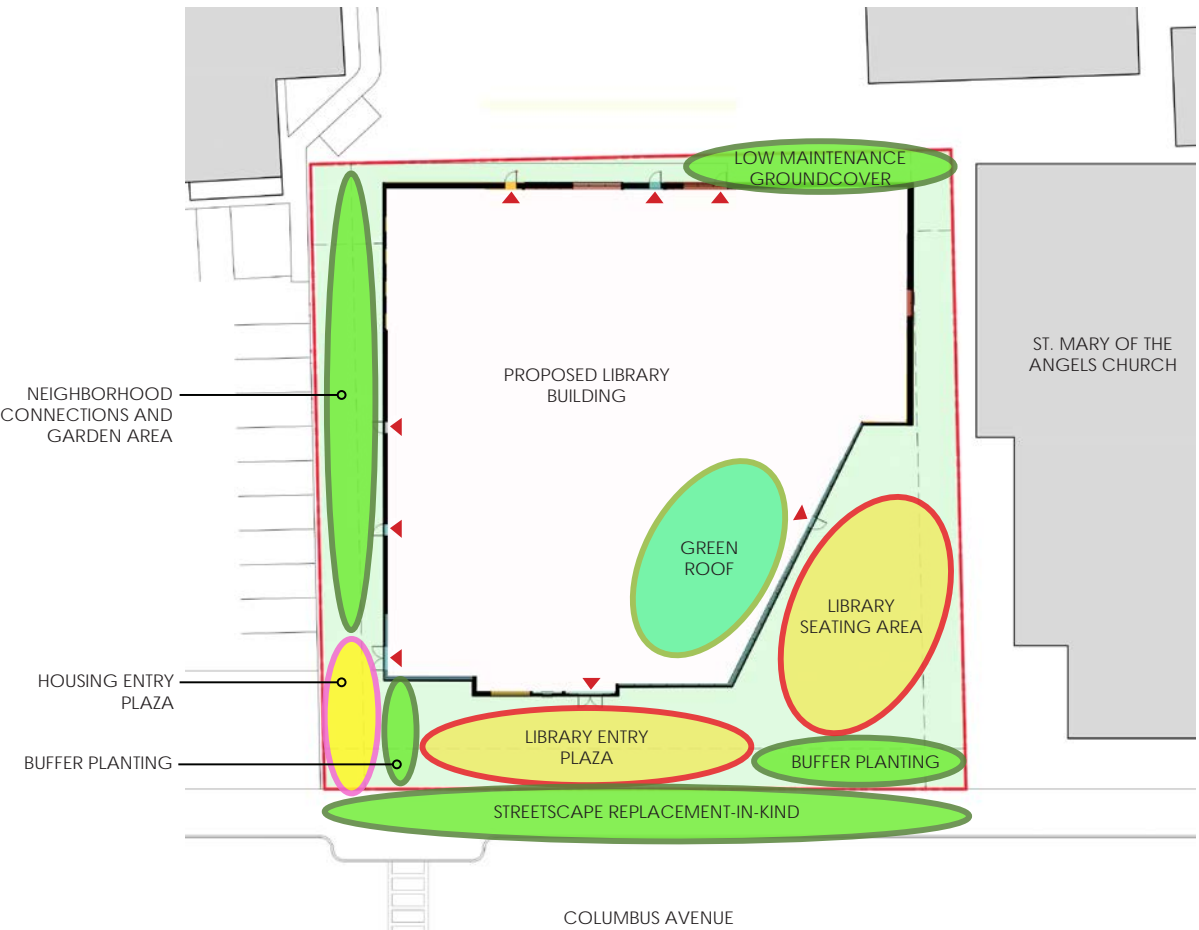 LOW MAINTENANCE
GROUNDCOVER
ST. MARY OF THE
ANGELS CHURCH
PROPOSED LIBRARY
BUILDING
NEIGHBORHOOD
CONNECTIONS AND
GARDEN AREA
GREEN
ROOF
LIBRARY
SEATING AREA
HOUSING ENTRY
PLAZA
LIBRARY ENTRY
PLAZA
BUFFER PLANTING
BUFFER PLANTING
STREETSCAPE REPLACEMENT-IN-KIND
COLUMBUS AVENUE